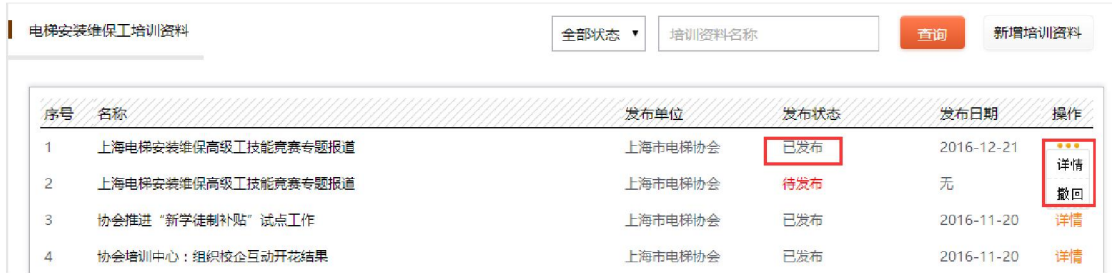 电梯安装维保工培训资料 全部状态 ▼ 培训资料名称 查询 新增培训资料
序号 名称 发布单位 发布状态 发布日期 操作
1 上海电梯安装维保高级工技能竞赛专题报道 上海市电梯协会 已发布 2016-12-21 •••
详情
2 上海电梯安装维保高级工技能竞赛专题报道 上海市电梯协会 待发布 无
撤回
3 协会推进“新学徒制补贴”试点工作 上海市电梯协会 已发布 2016-11-20 详情
4 协会培训中心：组织校企互动开花结果 上海市电梯协会 已发布 2016-11-20 详情